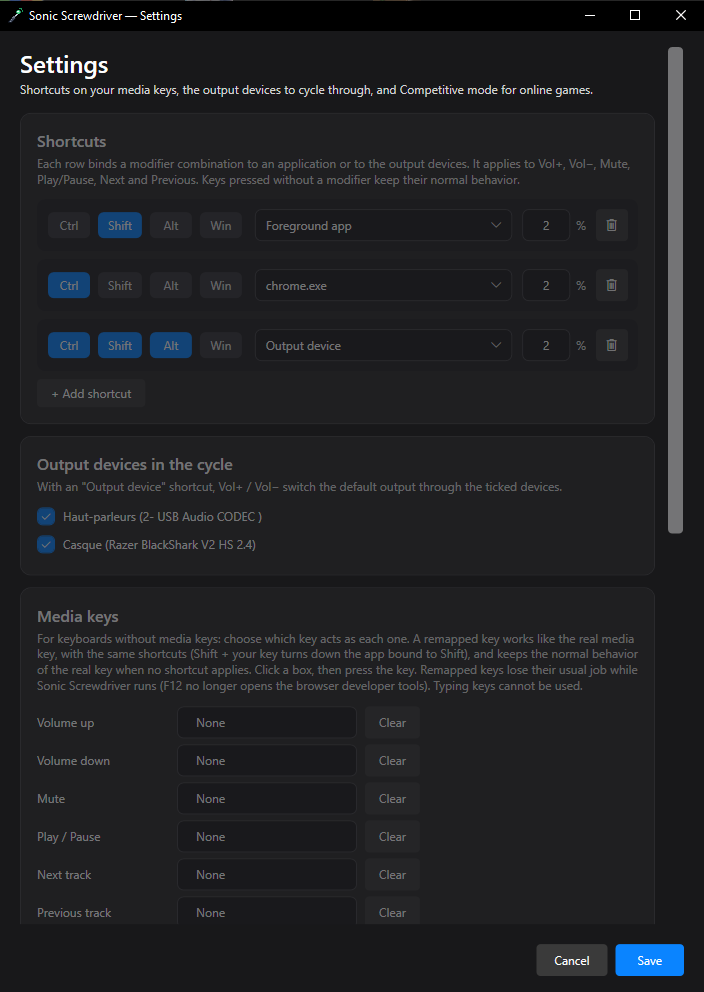 Sonic Screwdriver — Settings
Settings
Shortcuts on your media keys, the output devices to cycle through, and Competitive mode for online games.
Shortcuts
Each row binds a modifier combination to an application or to the output devices. It applies to Vol+, Vol−, Mute,
Play/Pause, Next and Previous. Keys pressed without a modifier keep their normal behavior.
Ctrl Shift Alt Win Foreground app 2 %
Ctrl Shift Alt Win chrome.exe 2 %
Ctrl Shift Alt Win Output device 2 %
+ Add shortcut
Output devices in the cycle
With an "Output device" shortcut, Vol+ / Vol− switch the default output through the ticked devices.
Haut-parleurs (2- USB Audio CODEC )
Casque (Razer BlackShark V2 HS 2.4)
Media keys
For keyboards without media keys: choose which key acts as each one. A remapped key works like the real media
key, with the same shortcuts (Shift + your key turns down the app bound to Shift), and keeps the normal behavior
of the real key when no shortcut applies. Click a box, then press the key. Remapped keys lose their usual job while
Sonic Screwdriver runs (F12 no longer opens the browser developer tools). Typing keys cannot be used.
Volume up None Clear
Volume down None Clear
Mute None Clear
Play / Pause None Clear
Next track None Clear
Previous track None Clear
Cancel Save